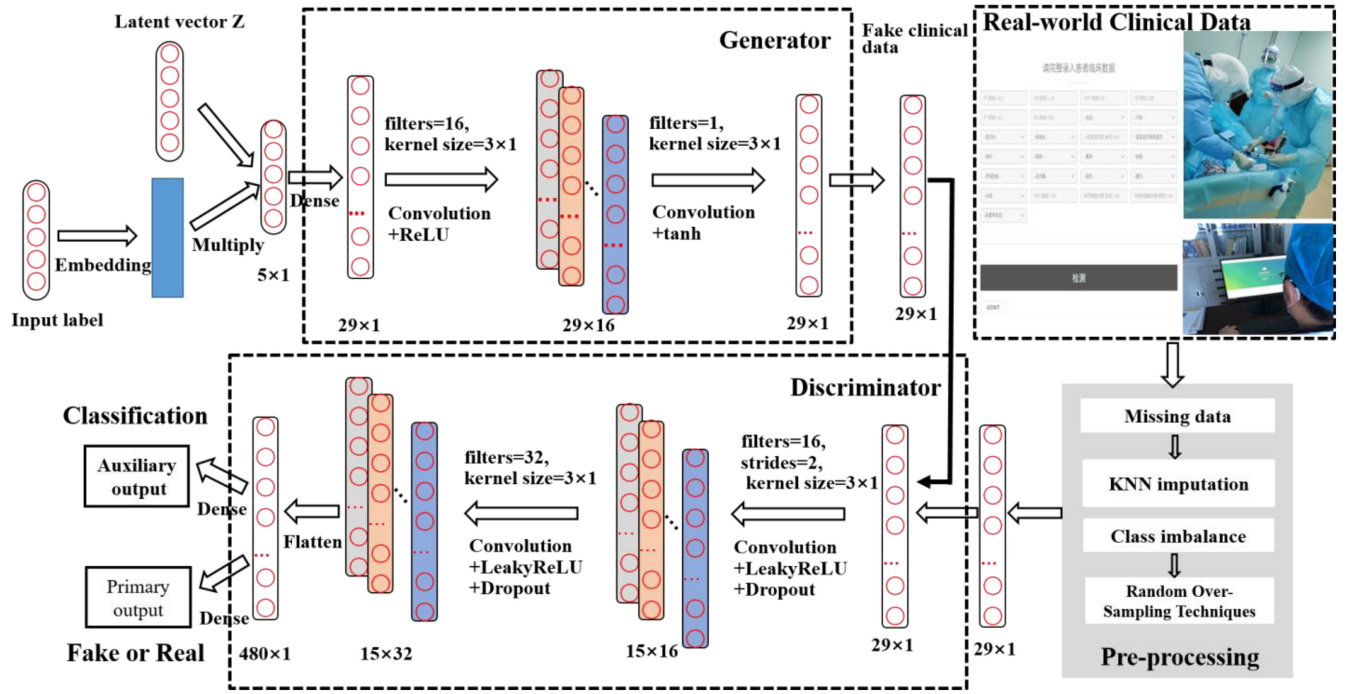 Latent vector Z
Input label
Embedding
Multiply
5×1
Dense
Generator
29×1
filters=16,
kernel size=3×1
Convolution
+ReLU
29×16
filters=1,
kernel size=3×1
Convolution
+tanh
29×1
Fake clinical
data
29×1
Real-world Clinical Data
请完整录入患者临床数据
检测
Missing data
KNN imputation
Class imbalance
Random Over-
Sampling Techniques
Pre-processing
29×1
Discriminator
29×1
filters=16,
strides=2,
kernel size=3×1
Convolution
+LeakyReLU
+Dropout
15×16
filters=32,
kernel size=3×1
Convolution
+LeakyReLU
+Dropout
15×32
Flatten
480×1
Classification
Auxiliary
output
Dense
Primary
output
Dense
Fake or Real